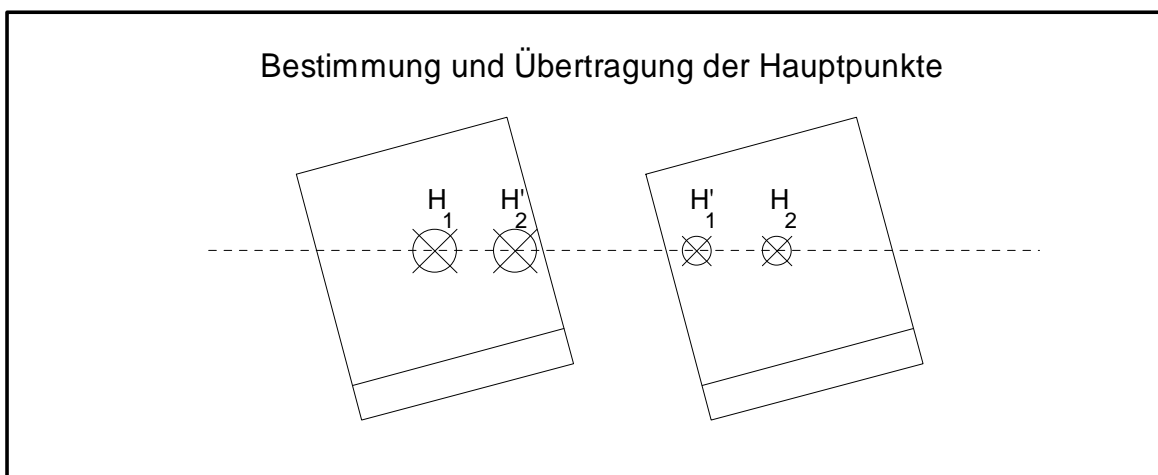 Bestimmung und Übertragung der Hauptpunkte
H1 H'2 H'1 H2